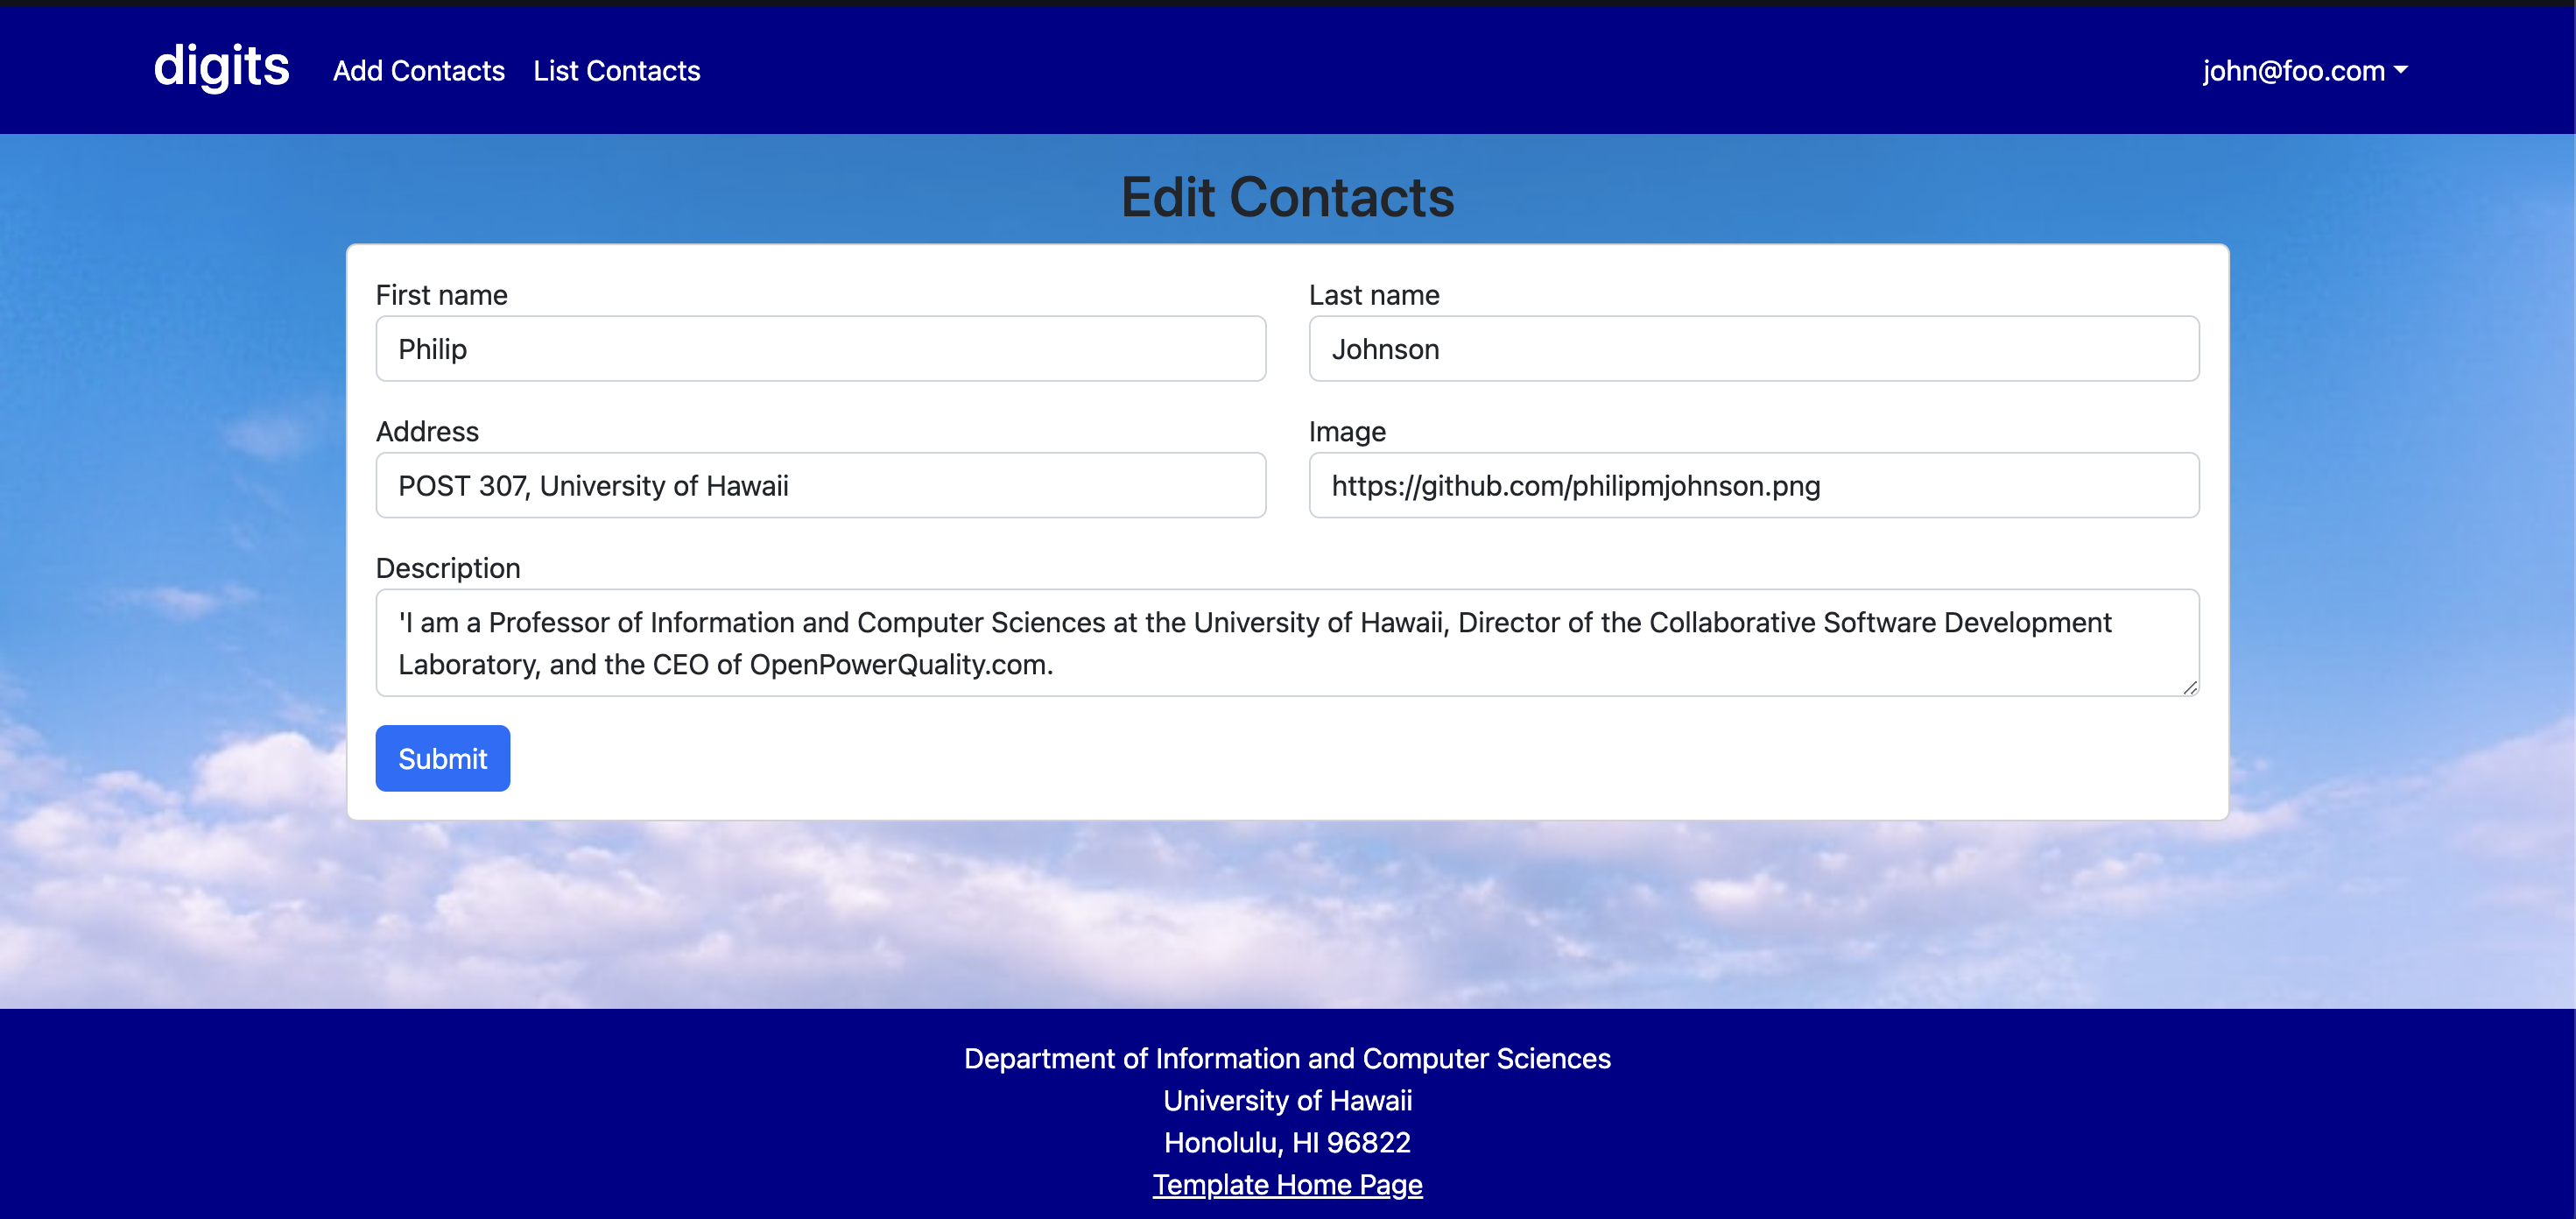 digits Add Contacts List Contacts john@foo.com
Edit Contacts
First name Last name
Philip Johnson
Address Image
POST 307, University of Hawaii https://github.com/philipmjohnson.png
Description
'I am a Professor of Information and Computer Sciences at the University of Hawaii, Director of the Collaborative Software Development
Laboratory, and the CEO of OpenPowerQuality.com.
Submit
Department of Information and Computer Sciences
University of Hawaii
Honolulu, HI 96822
Template Home Page